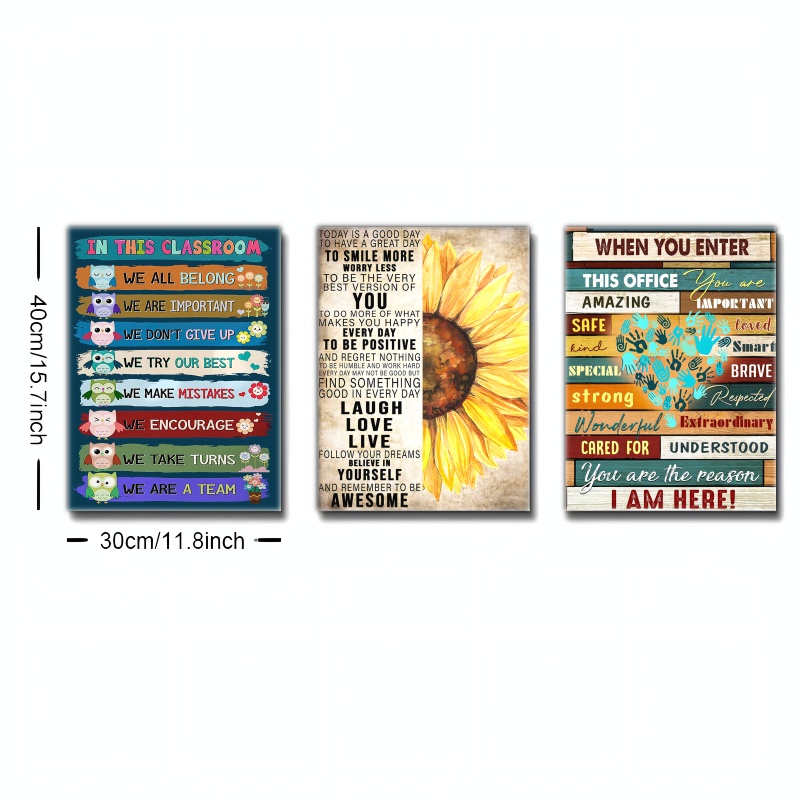 40cm/15.7inch
30cm/11.8inch
IN THIS CLASSROOM
WE ALL BELONG
WE ARE IMPORTANT
WE DON'T GIVE UP
WE TRY OUR BEST
WE MAKE MISTAKES
WE ENCOURAGE
WE TAKE TURNS
WE ARE A TEAM
TODAY IS A GOOD DAY
TO HAVE A GREAT DAY
TO SMILE MORE
WORRY LESS
TO BE THE VERY
BEST VERSION OF
YOU
TO DO MORE OF WHAT
MAKES YOU HAPPY
EVERY DAY
TO BE POSITIVE
AND REGRET NOTHING
TO BE HUMBLE AND WORK HARD
EVERY DAY MAY NOT BE GOOD BUT
FIND SOMETHING
GOOD IN EVERY DAY
LAUGH
LOVE
LIVE
FOLLOW YOUR DREAMS
BELIEVE IN
YOURSELF
AND REMEMBER TO BE
AWESOME
WHEN YOU ENTER
THIS OFFICE You are
AMAZING IMPORTANT
SAFE loved
kind Smart
SPECIAL BRAVE
strong Respected
Wonderful Extraordinary
CARED FOR UNDERSTOOD
You are the reason
I AM HERE!